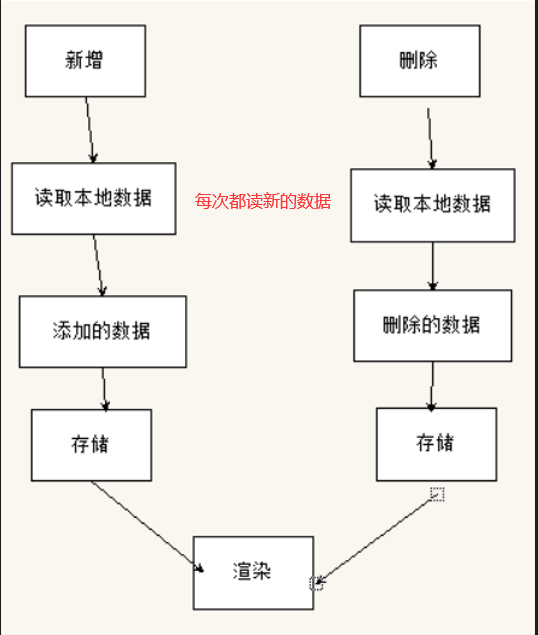 新增
删除
读取本地数据
每次都读新的数据
读取本地数据
添加的数据
删除的数据
存储
存储
渲染